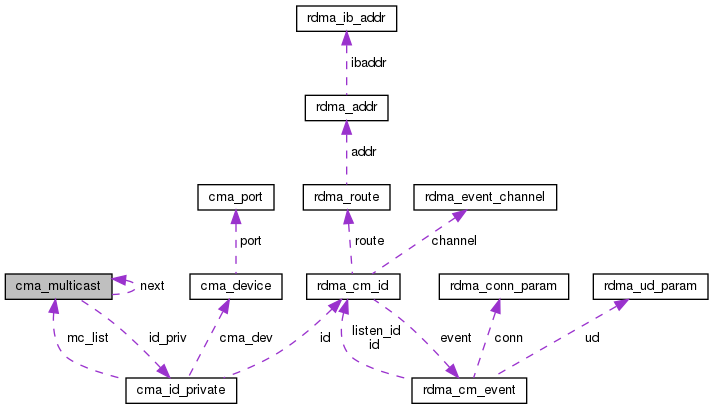 rdma_ib_addr
ibaddr
rdma_addr
addr
cma_port
rdma_route
rdma_event_channel
port
route
channel
cma_multicast
next
cma_device
rdma_cm_id
rdma_conn_param
rdma_ud_param
mc_list
id_priv
cma_dev
id
listen_id
id
event
conn
ud
cma_id_private
rdma_cm_event